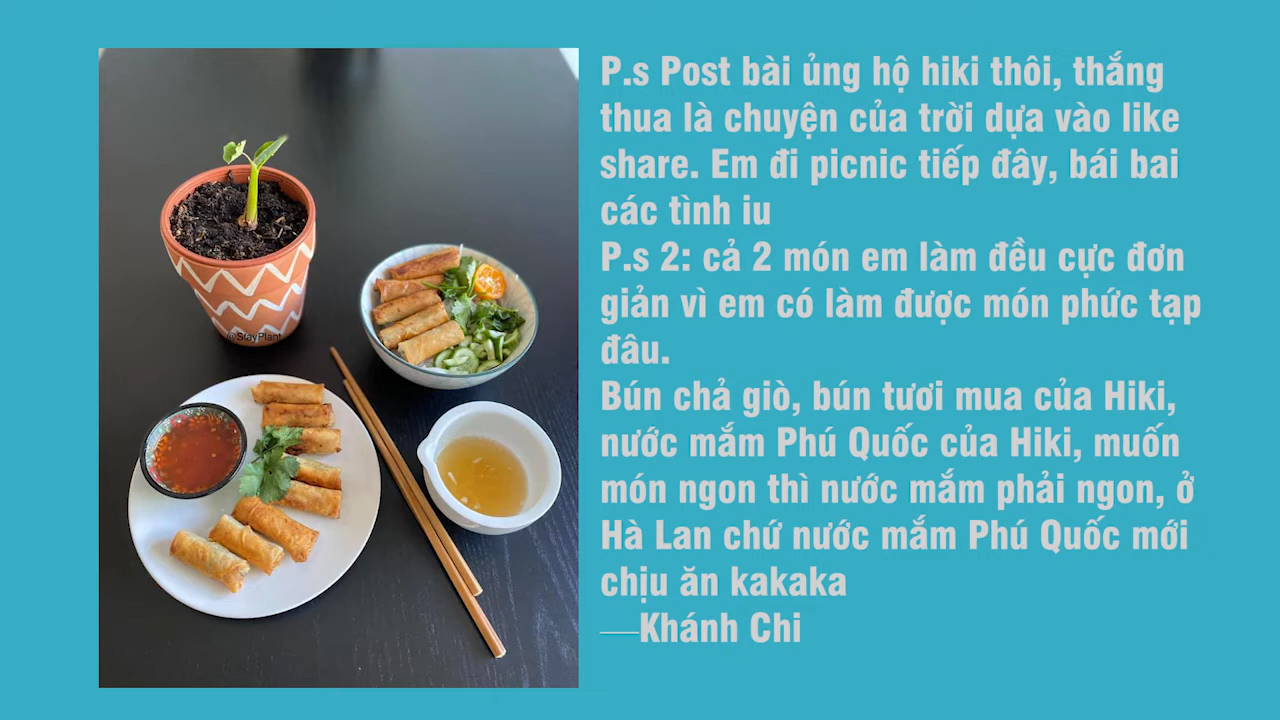 P.s Post bài ủng hộ hiki thôi, thắng
thua là chuyện của trời dựa vào like
share. Em đi picnic tiếp đây, bái bai
các tình iu
P.s 2: cả 2 món em làm đều cực đơn
giản vì em có làm được món phức tạp
đâu.
Bún chả giò, bún tươi mua của Hiki,
nước mắm Phú Quốc của Hiki, muốn
món ngon thì nước mắm phải ngon, ở
Hà Lan chứ nước mắm Phú Quốc mới
chịu ăn kakaka
—Khánh Chi
@StayPlant